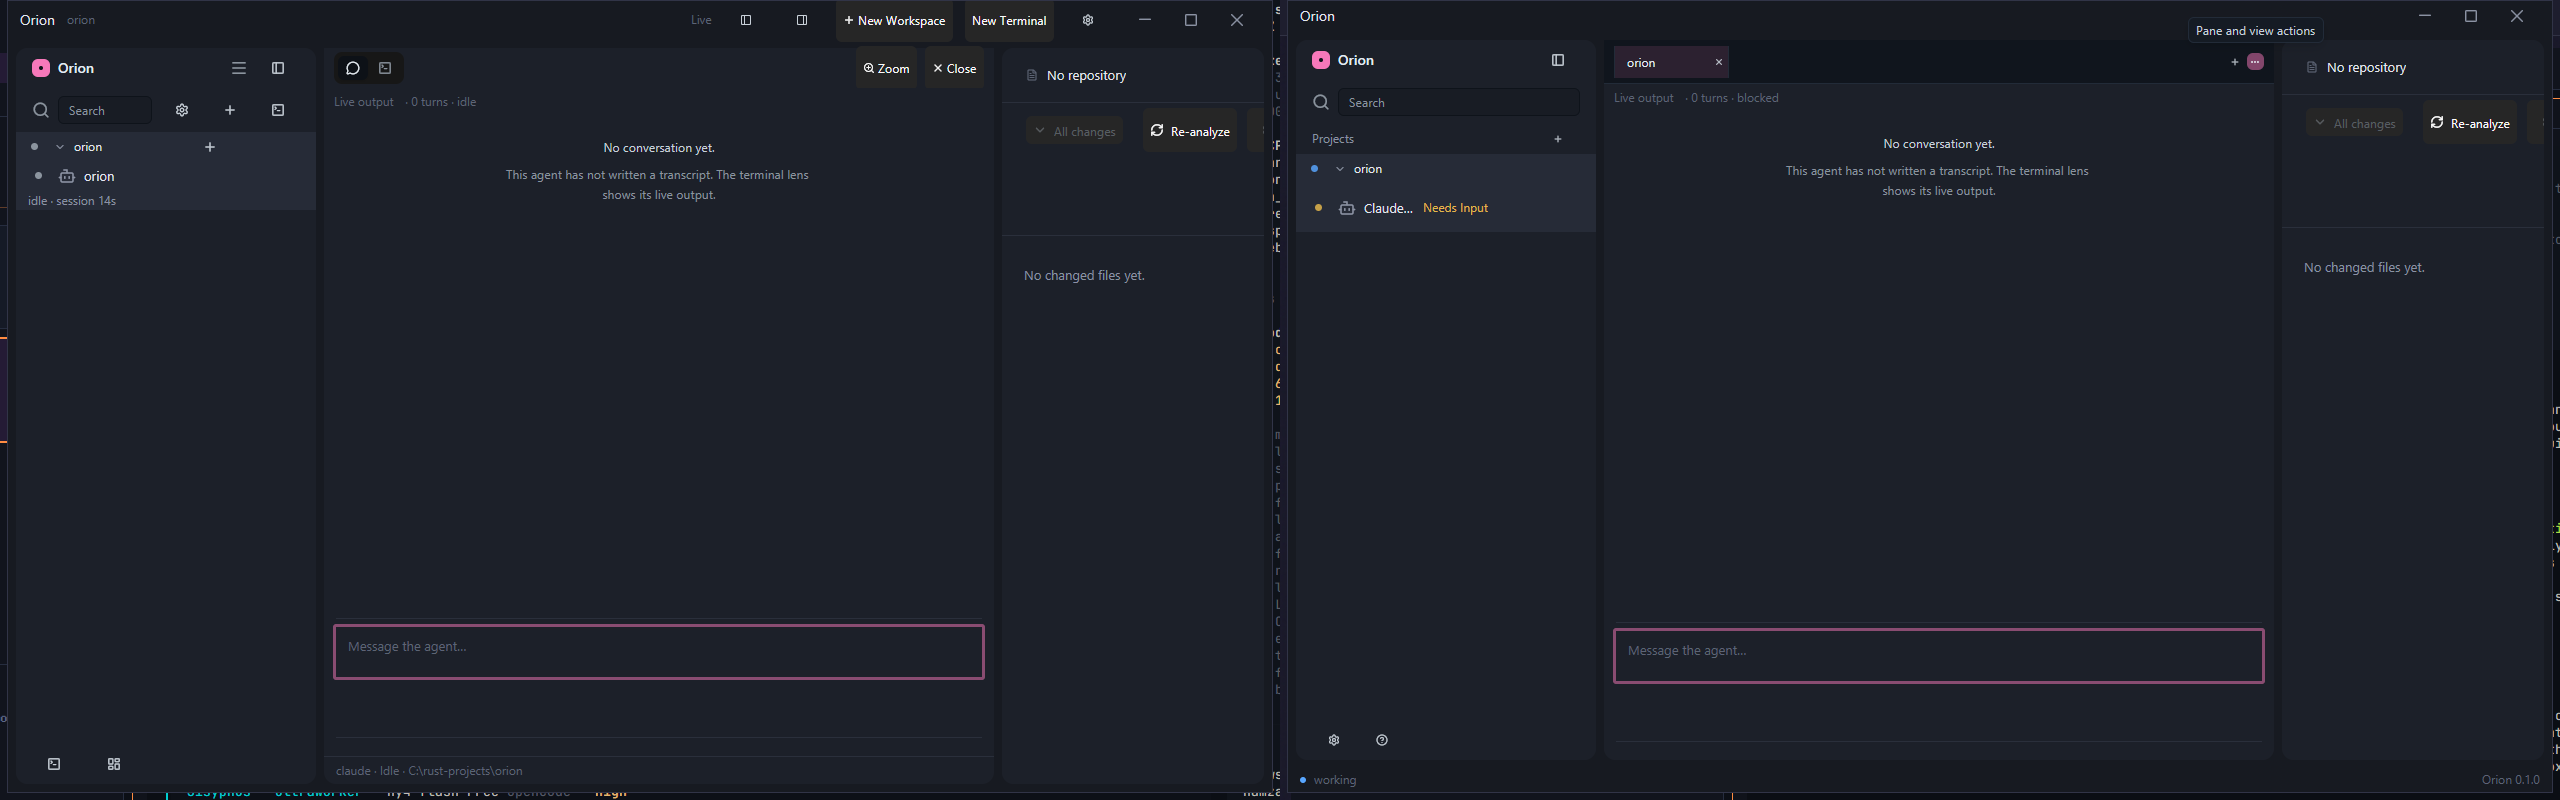 Orion orion Live + New Workspace New Terminal
Orion
Search
orion
orion
idle · session 14s
Zoom
Close
Live output · 0 turns · idle
No conversation yet.
This agent has not written a transcript. The terminal lens
shows its live output.
Message the agent...
claude · Idle · C:\rust-projects\orion
No repository
All changes
Re-analyze
No changed files yet.
Orion
Pane and view actions
Orion
Search
Projects
orion
Claude... Needs Input
orion
Live output · 0 turns · blocked
No conversation yet.
This agent has not written a transcript. The terminal lens
shows its live output.
Message the agent...
No repository
All changes
Re-analyze
No changed files yet.
working
Orion 0.1.0